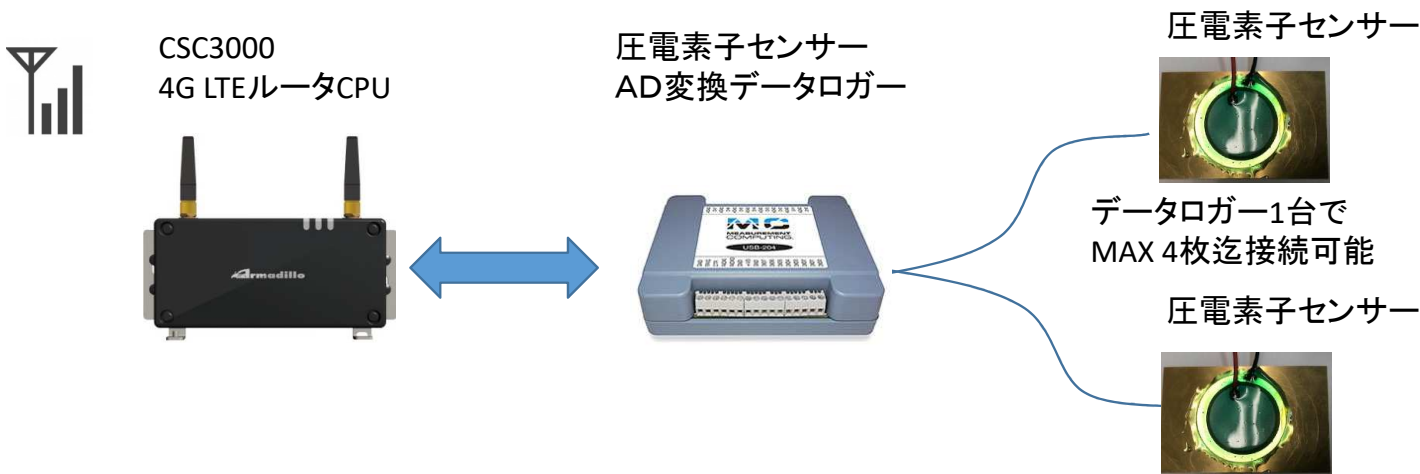 CSC3000
4G LTEルータCPU
圧電素子センサー
AD変換データロガー
圧電素子センサー
データロガー1台で
MAX 4枚迄接続可能
圧電素子センサー
Armadillo
MC
MEASUREMENT
COMPUTING.
USB-204